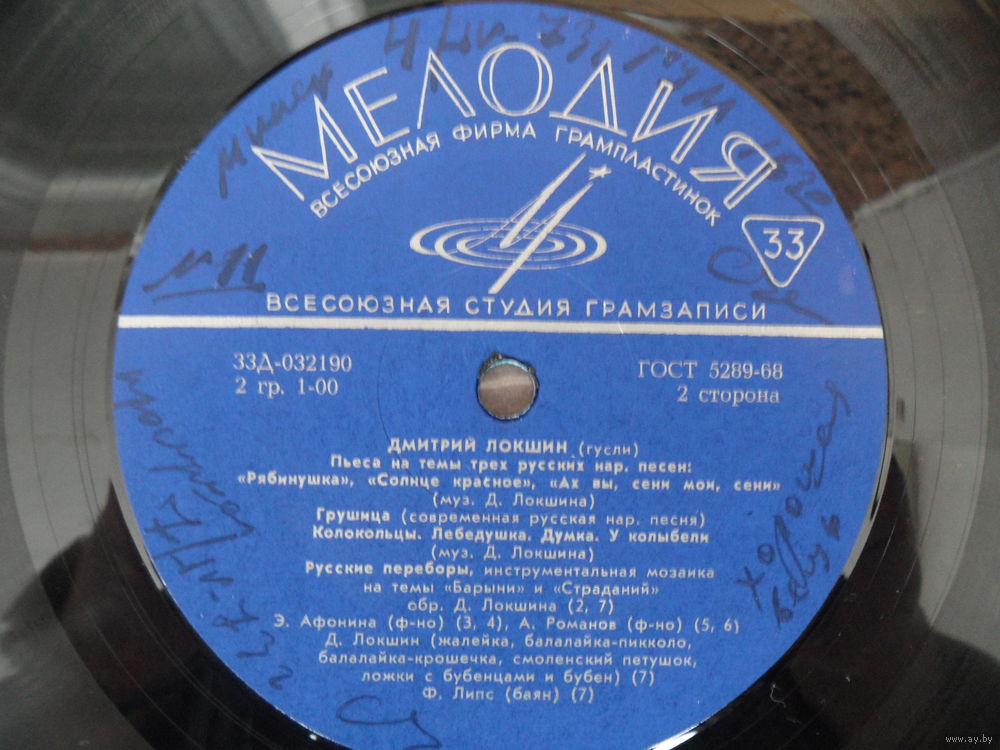 МЕЛОДИЯ
ВСЕСОЮЗНАЯ ФИРМА ГРАМПЛАСТИНОК
33
ВСЕСОЮЗНАЯ СТУДИЯ ГРАМЗАПИСИ
№ 11
33Д-032190
ГОСТ 5289-68
2 гр. 1-00
2 сторона
ДМИТРИЙ ЛОКШИН (гусли)
Пьеса на темы трех русских нар. песен:
«Рябинушка», «Солнце красное», «Ах вы, сени мои, сени»
(муз. Д. Локшина)
Грушица (современная русская нар. песня)
Колокольцы. Лебедушка. Думка. У колыбели
(муз. Д. Локшина)
Русские переборы, инструментальная мозаика
на темы «Барыни» и «Страданий»
обр. Д. Локшина (2, 7)
Э. Афонина (ф-но) (3, 4), А. Романов (ф-но) (5, 6)
Д. Локшин (жалейка, балалайка-пикколо,
балалайка-крошечка, смоленский петушок,
ложки с бубенцами и бубен) (7)
Ф. Липс (баян) (7)
www.ay.by